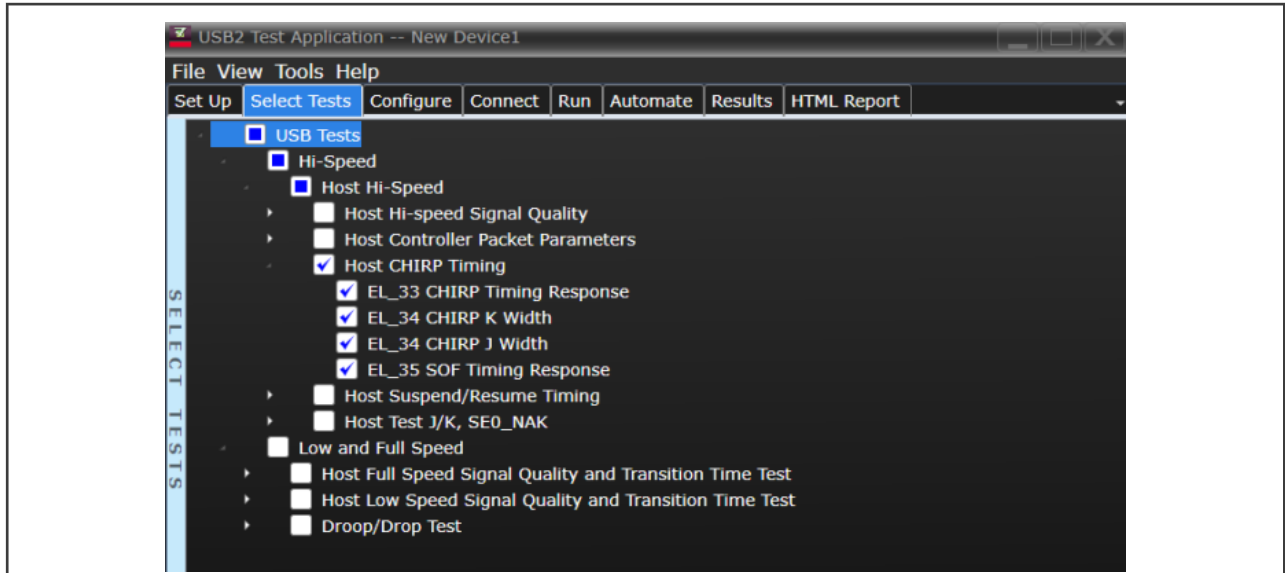 USB2 Test Application -- New Device1
File View Tools Help
Set Up Select Tests Configure Connect Run Automate Results HTML Report
SELECT TESTS
USB Tests
Hi-Speed
Host Hi-Speed
Host Hi-speed Signal Quality
Host Controller Packet Parameters
Host CHIRP Timing
EL_33 CHIRP Timing Response
EL_34 CHIRP K Width
EL_34 CHIRP J Width
EL_35 SOF Timing Response
Host Suspend/Resume Timing
Host Test J/K, SE0_NAK
Low and Full Speed
Host Full Speed Signal Quality and Transition Time Test
Host Low Speed Signal Quality and Transition Time Test
Droop/Drop Test